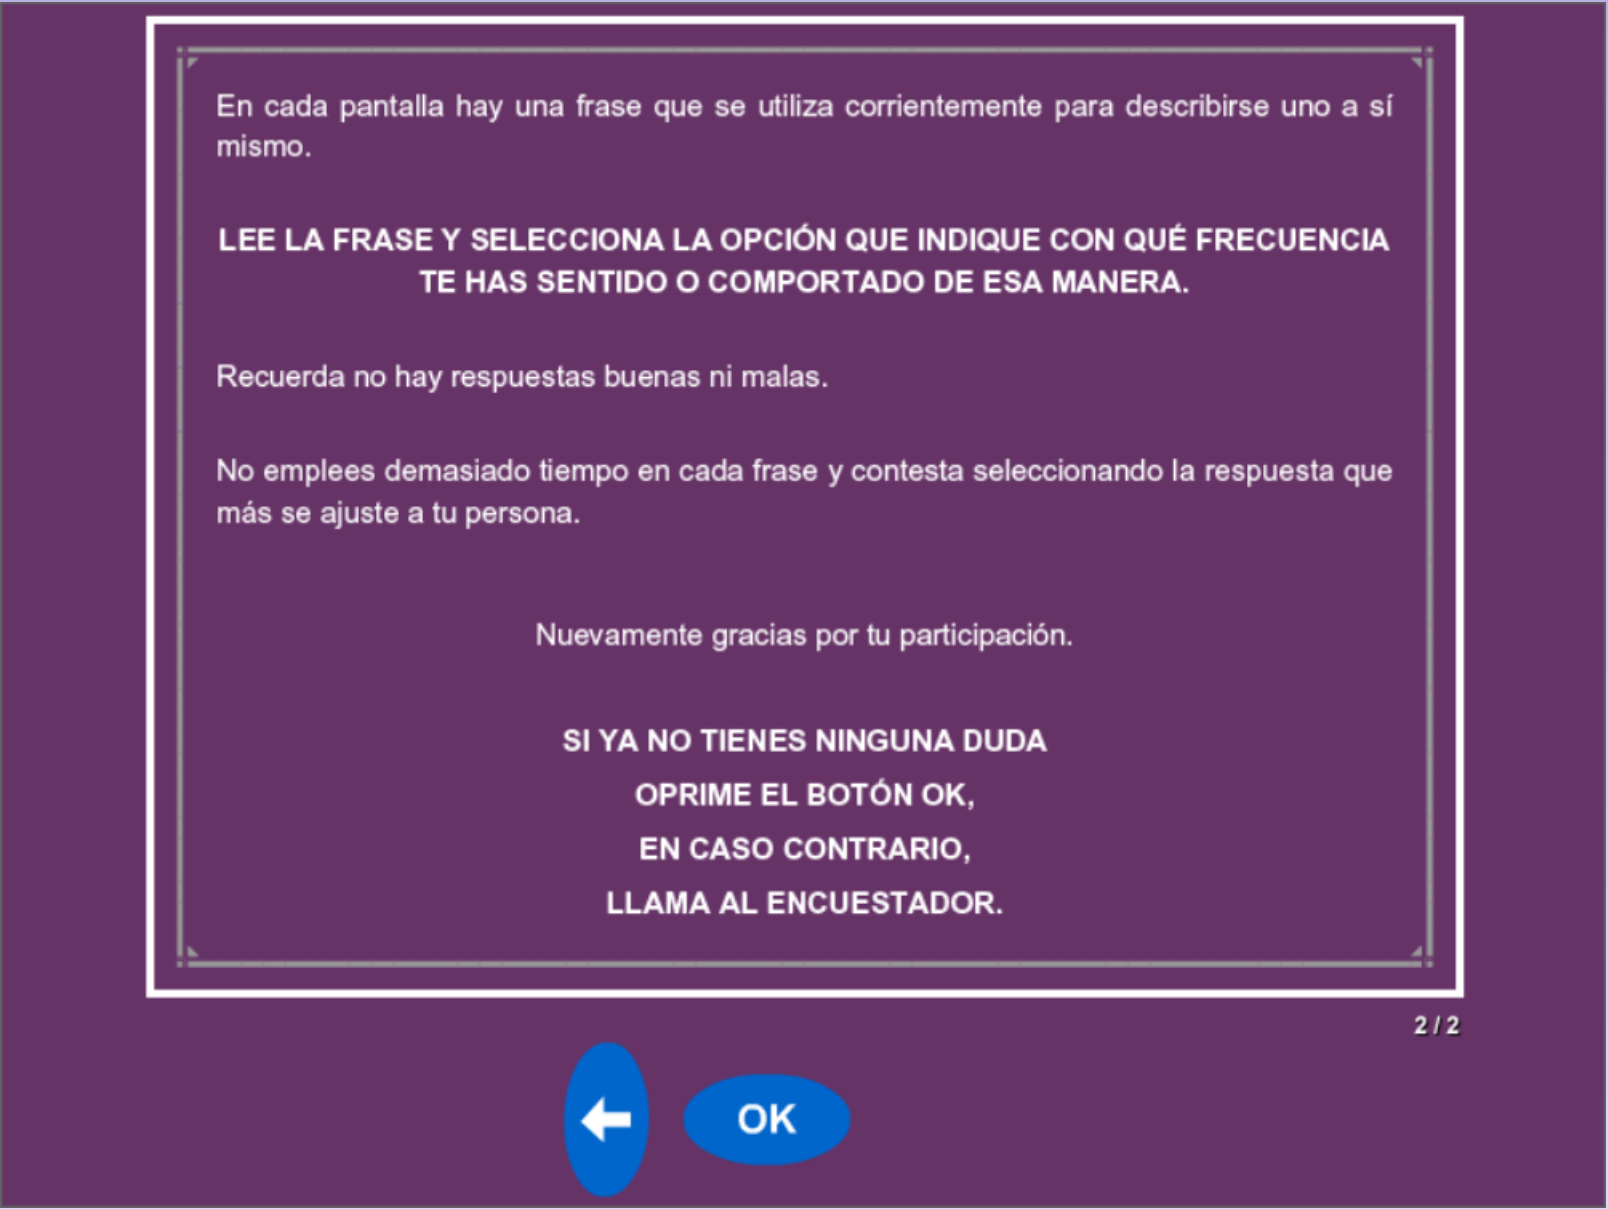 En cada pantalla hay una frase que se utiliza corrientemente para describirse uno a sí
mismo.
LEE LA FRASE Y SELECCIONA LA OPCIÓN QUE INDIQUE CON QUÉ FRECUENCIA
TE HAS SENTIDO O COMPORTADO DE ESA MANERA.
Recuerda no hay respuestas buenas ni malas.
No emplees demasiado tiempo en cada frase y contesta seleccionando la respuesta que
más se ajuste a tu persona.
Nuevamente gracias por tu participación.
SI YA NO TIENES NINGUNA DUDA
OPRIME EL BOTÓN OK,
EN CASO CONTRARIO,
LLAMA AL ENCUESTADOR.
2 / 2
OK